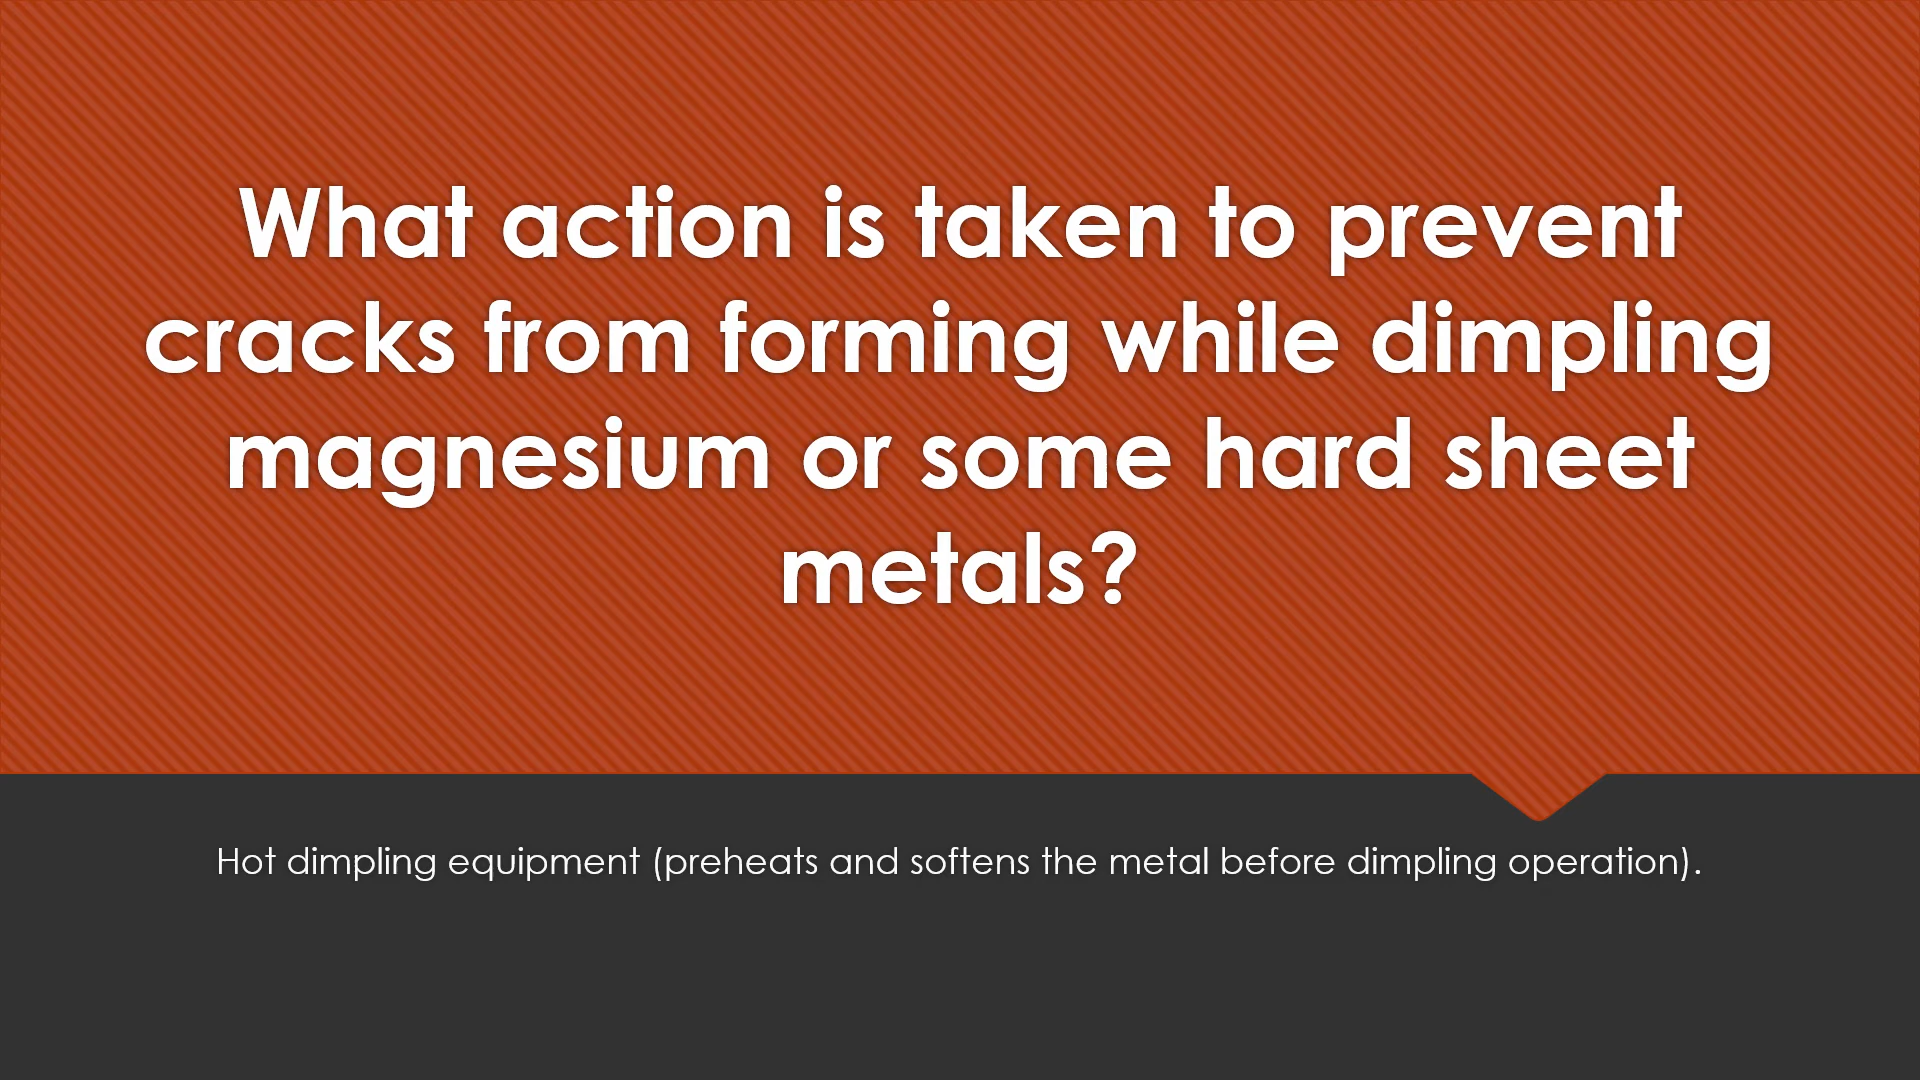 What action is taken to prevent
cracks from forming while dimpling
magnesium or some hard sheet
metals?
Hot dimpling equipment (preheats and softens the metal before dimpling operation).